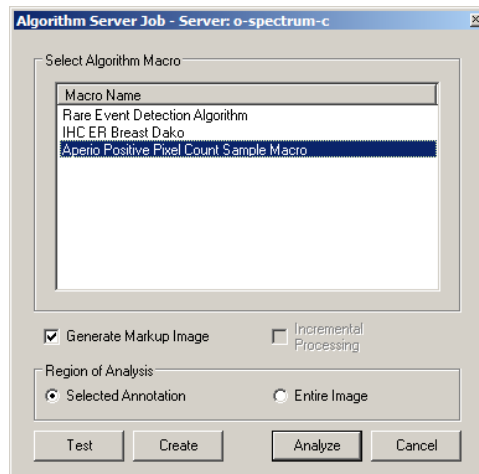 Algorithm Server Job - Server: o-spectrum-c
Select Algorithm Macro
Macro Name
Rare Event Detection Algorithm
IHC ER Breast Dako
Aperio Positive Pixel Count Sample Macro
Generate Markup Image
Incremental
Processing
Region of Analysis
Selected Annotation
Entire Image
Test
Create
Analyze
Cancel